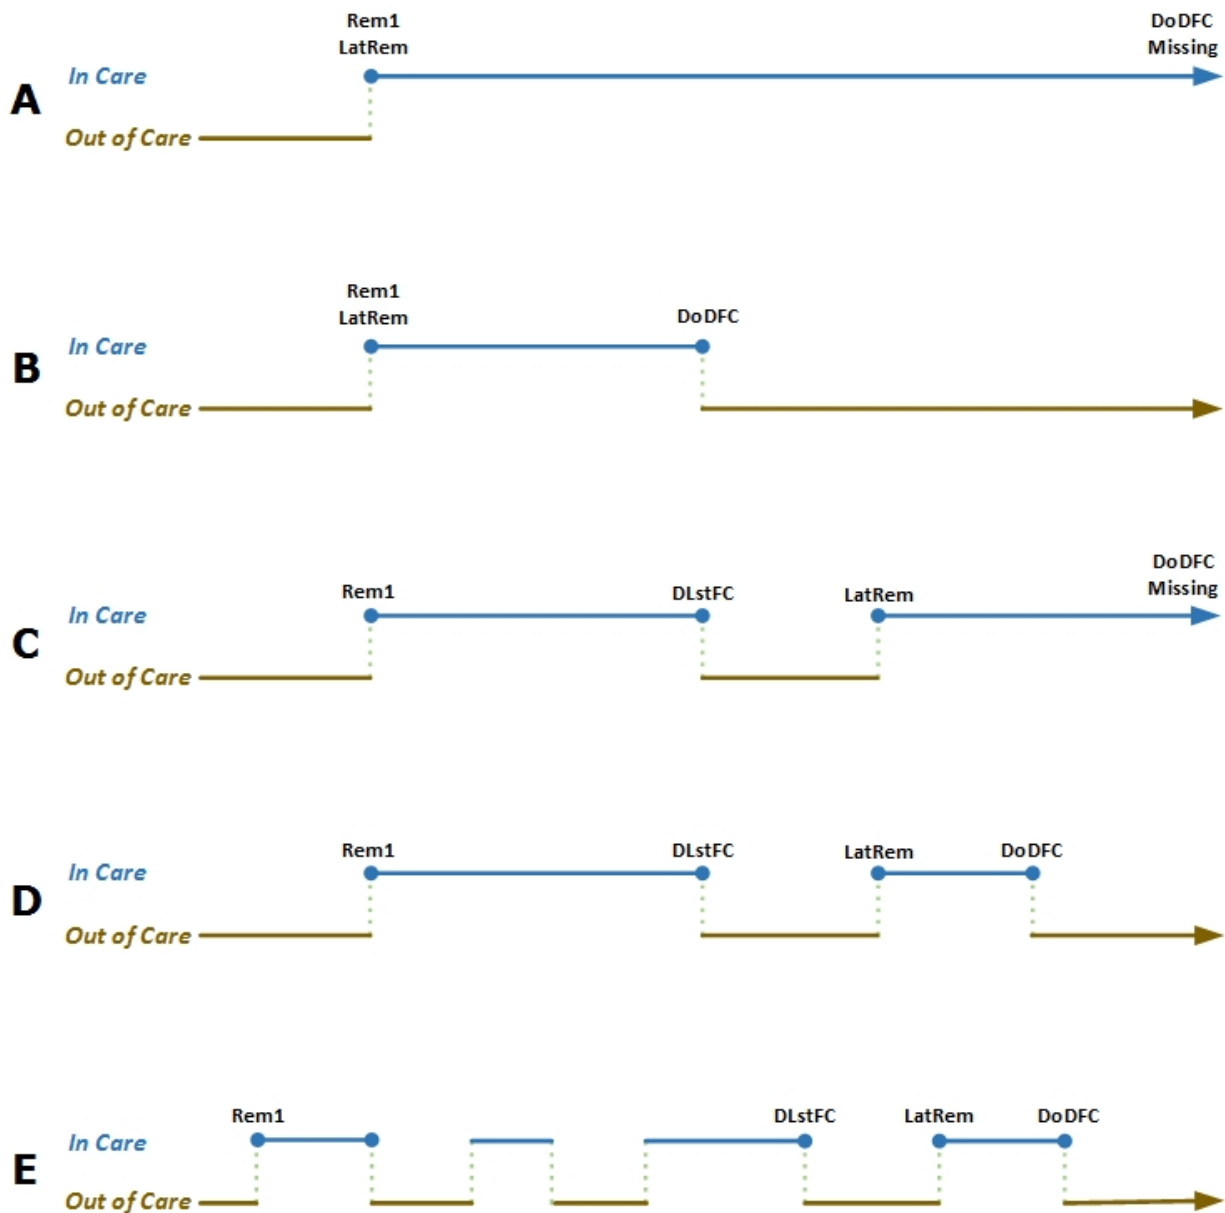 Rem1
LatRem
DoDFC
Missing
In Care
A
Out of Care
Rem1
LatRem
DoDFC
In Care
B
Out of Care
DoDFC
Missing
Rem1
DLstFC
LatRem
In Care
C
Out of Care
Rem1
DLstFC
LatRem
DoDFC
In Care
D
Out of Care
Rem1
DLstFC
LatRem
DoDFC
In Care
E
Out of Care